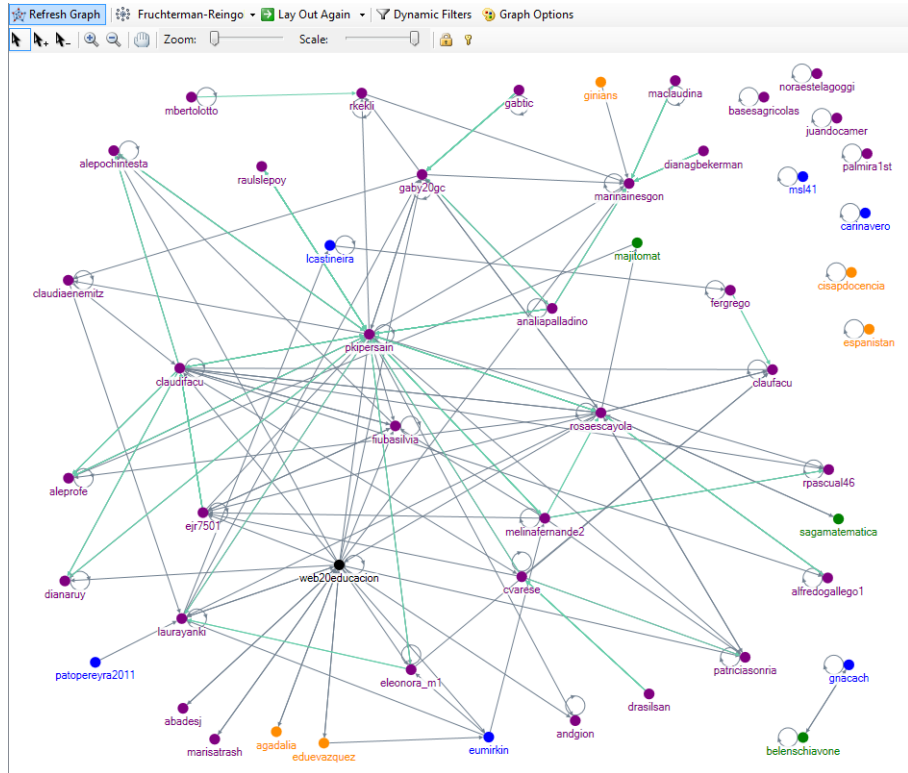 Refresh Graph Fruchterman-Reingo Lay Out Again Dynamic Filters Graph Options
Zoom: Scale:
noraestelagoggi
ginians
maclaudina
gabtic
rkekli
mbertolotto
basesagricolas
juandocamer
alepochintesta
dianagbekerman
palmira1st
raulslepoy
gaby20gc
marinainesgon
msl41
carinavero
majitomat
lcastineira
claudiaenemitz
cisapdocencia
fergrego
analiapalladino
pkipersain
espanistan
claudifacu
claufacu
rosaescayola
fiubasilvia
aleprofe
rpascual46
ejr7501
melinafernande2
sagamatematica
web20educacion
dianaruy
cvarese
alfredogallego1
laurayanki
patopereyra2011
eleonora_m1
patriciasonria
gnacach
abadesj
drasilsan
marisatrash
agadalia
eduevazquez
eumirkin
andgion
belenschiavone